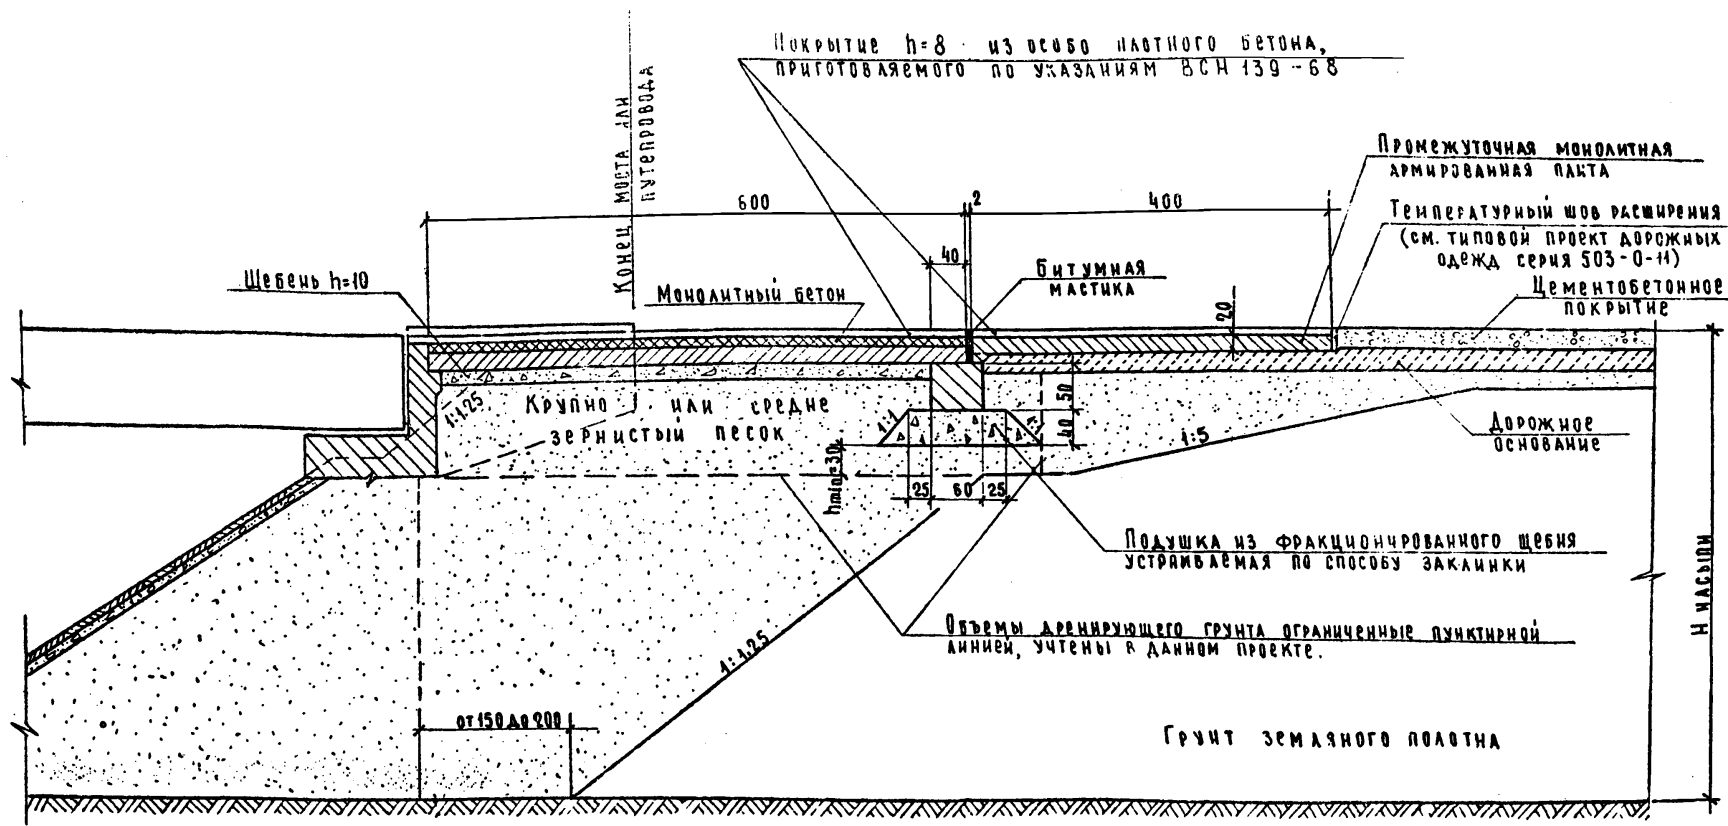 Покрытие h=8 из особо плотного бетона,
приготовляемого по указаниям ВСН 139-68
Конец моста или
путепровода
Промежуточная монолитная
армированная плита
600
2
400
Температурный шов расширения
(см. типовой проект дорожных
одежд серия 503-0-11)
40
Щебень h=10
Монолитный бетон
Битумная
мастика
20
Цементобетонное
покрытие
1:1.25
Крупно или средне
зернистый песок
1:1
1:1
50
40
1:5
Дорожное
основание
hmin=30
25
60
25
Подушка из фракционированного щебня
устраиваемая по способу заклинки
Н насыпи
Объемы дренирующего грунта ограниченные пунктирной
линией, учтены в данном проекте.
1:1.25
от 150 до 200
Грунт земляного полотна